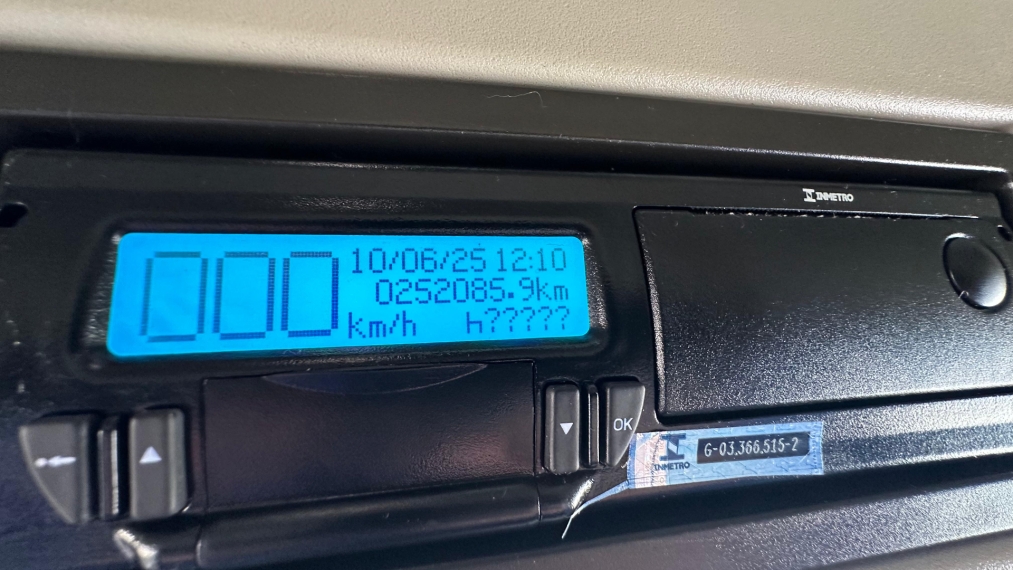 INMETRO
000
10/06/25 12:10
0252085.9km
km/h h?????
OK
INMETRO
G-03.366.515-2